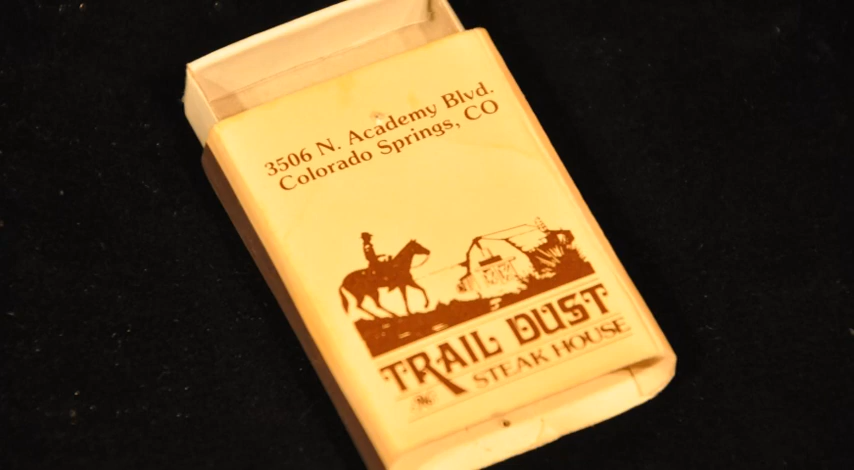 3506 N. Academy Blvd.
Colorado Springs, CO
TRAIL DUST
STEAK HOUSE